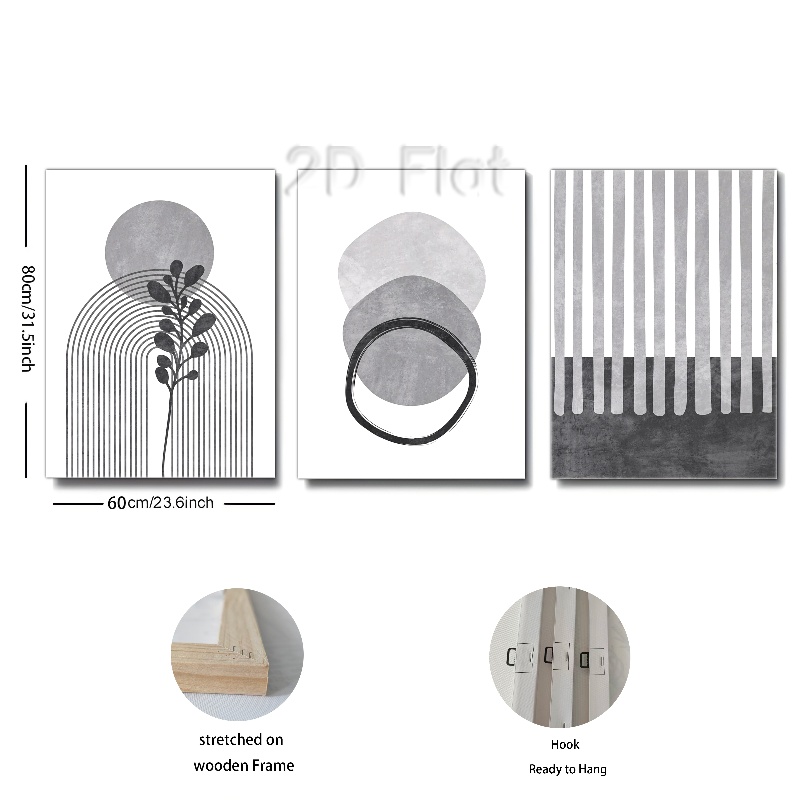 2D Flat
80cm/31.5inch
60cm/23.6inch
stretched on
wooden Frame
Hook
Ready to Hang